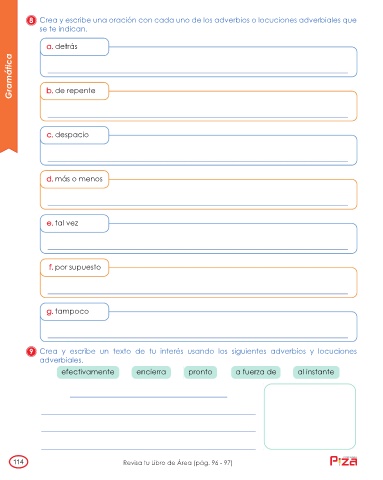 Gramática
8 Crea y escribe una oración con cada uno de los adverbios o locuciones adverbiales que
se te indican.
a. detrás
b. de repente
c. despacio
d. más o menos
e. tal vez
f. por supuesto
g. tampoco
9 Crea y escribe un texto de tu interés usando los siguientes adverbios y locuciones
adverbiales.
efectivamente encierra pronto a fuerza de al instante
114 Revisa tu Libro de Área (pág. 96 - 97)